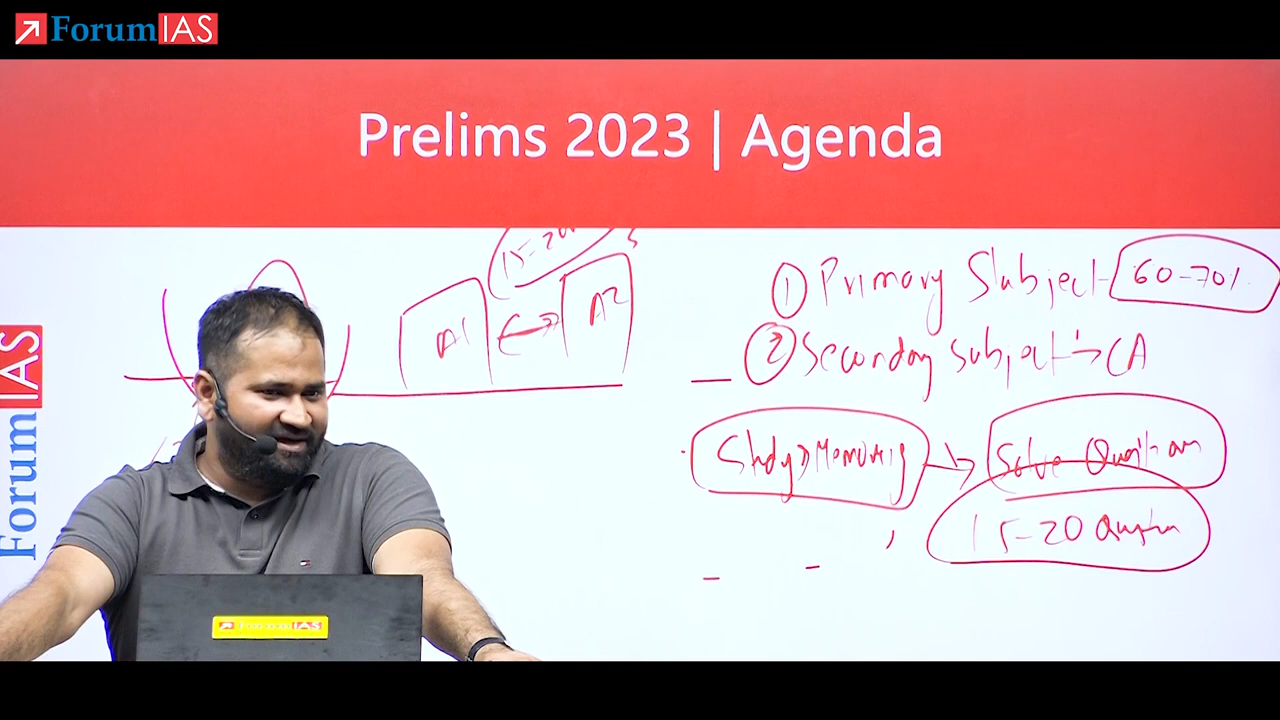 ForumIAS
Prelims 2023 | Agenda
15-20
A1
A2
① Primary Subject - 60-70%
② Secondary subject → CA
Study → Memory → Solve Question
15-20 Question
ForumIAS
ForumIAS